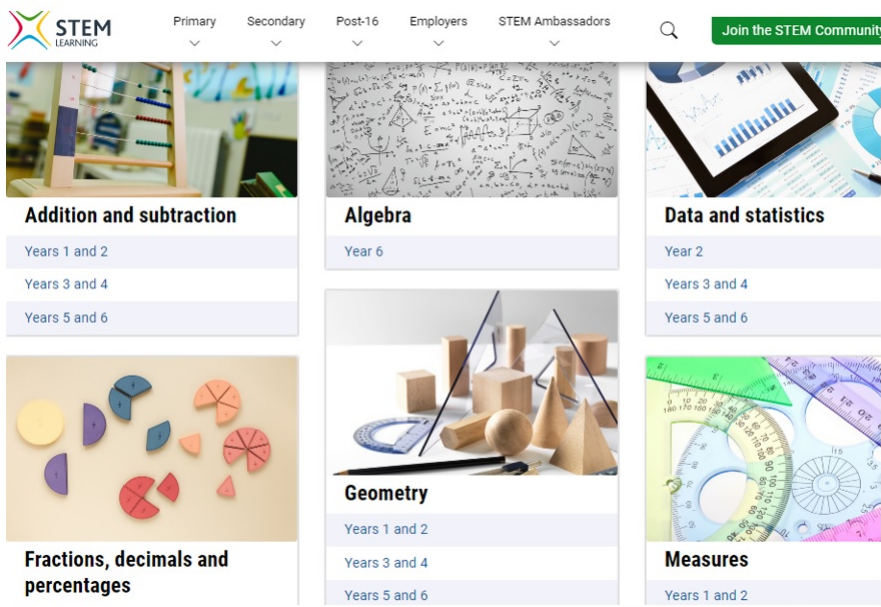 STEM
LEARNING
Primary
Secondary
Post-16
Employers
STEM Ambassadors
Join the STEM Community
Addition and subtraction
Years 1 and 2
Years 3 and 4
Years 5 and 6
Algebra
Year 6
Data and statistics
Year 2
Years 3 and 4
Years 5 and 6
Fractions, decimals and
percentages
Geometry
Years 1 and 2
Years 3 and 4
Years 5 and 6
Measures
Years 1 and 2